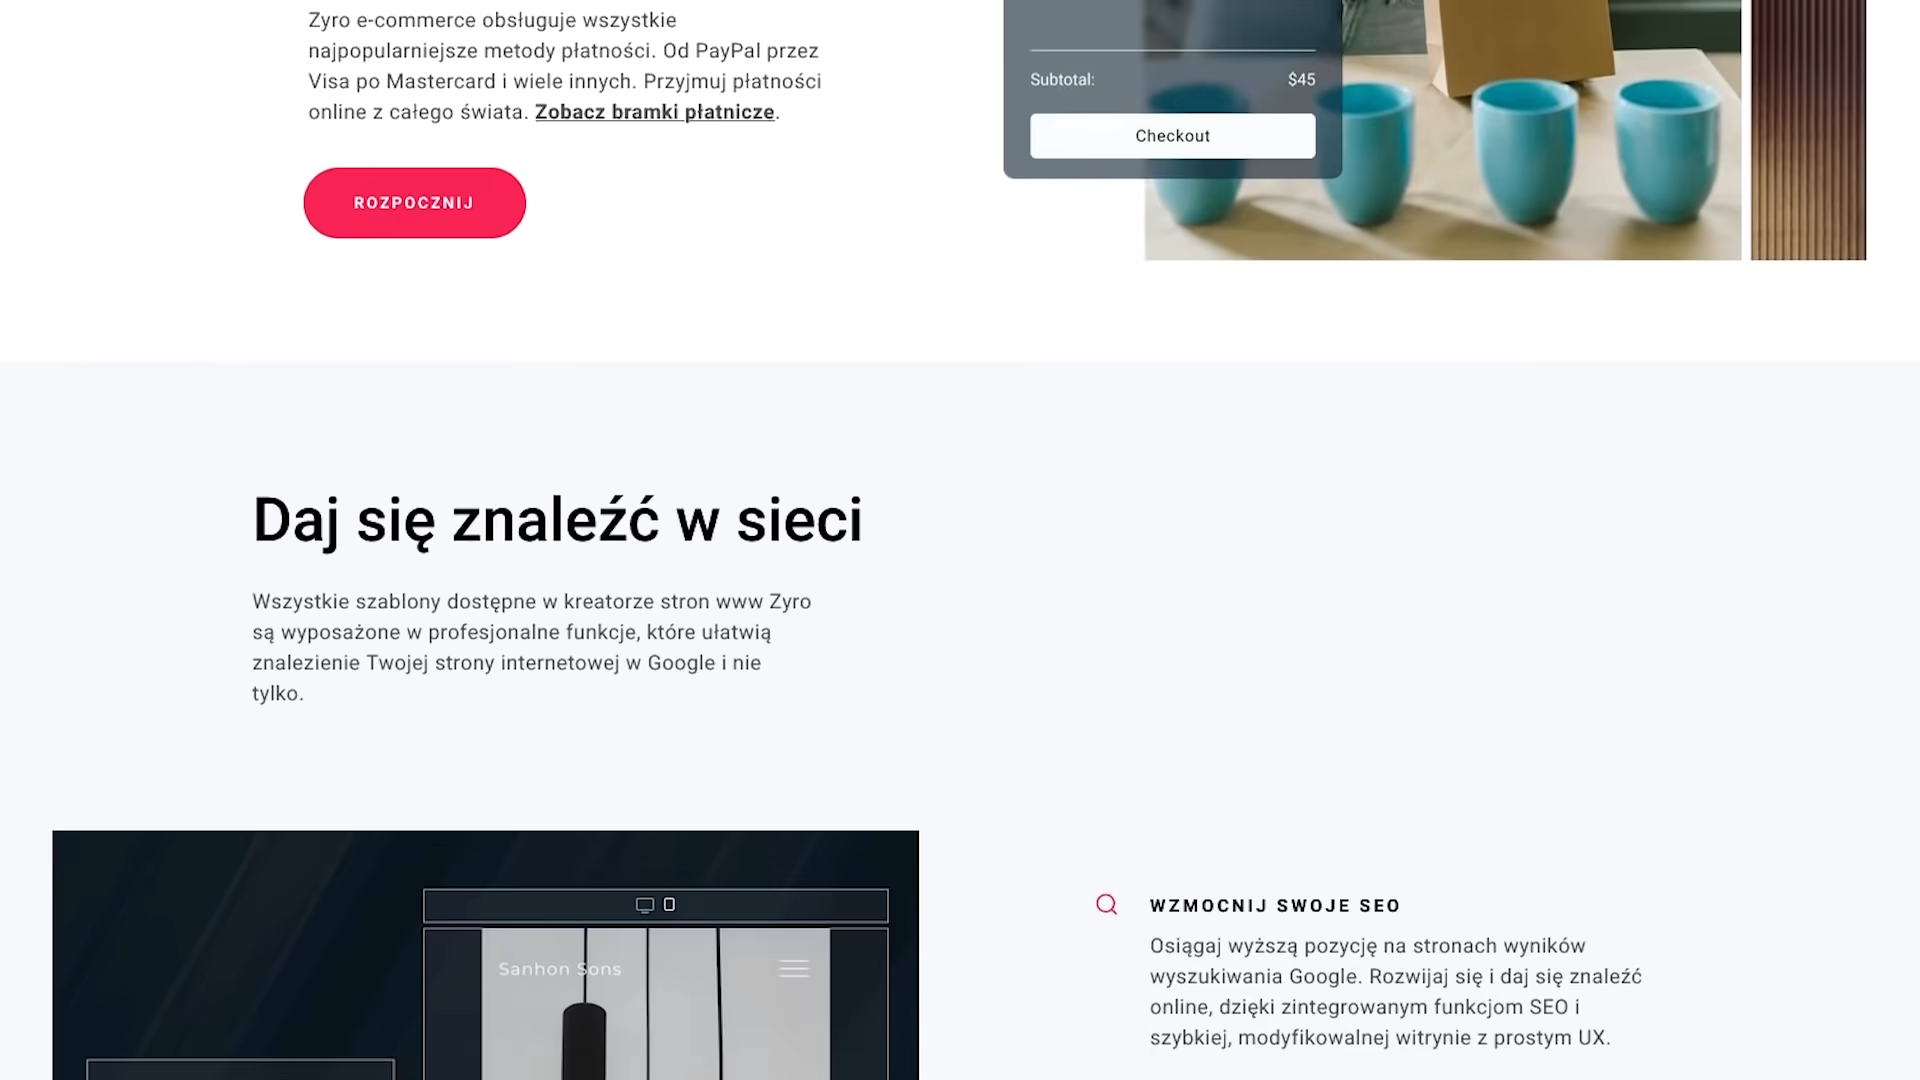 Zyro e-commerce obsługuje wszystkie
najpopularniejsze metody płatności. Od PayPal przez
Visa po Mastercard i wiele innych. Przyjmuj płatności
online z całego świata. Zobacz bramki płatnicze.
ROZPOCZNIJ
Subtotal: $45
Checkout
Daj się znaleźć w sieci
Wszystkie szablony dostępne w kreatorze stron www Zyro
są wyposażone w profesjonalne funkcje, które ułatwią
znalezienie Twojej strony internetowej w Google i nie
tylko.
Sanhon Sons
WZMOCNIJ SWOJE SEO
Osiągaj wyższą pozycję na stronach wyników
wyszukiwania Google. Rozwijaj się i daj się znaleźć
online, dzięki zintegrowanym funkcjom SEO i
szybkiej, modyfikowalnej witrynie z prostym UX.